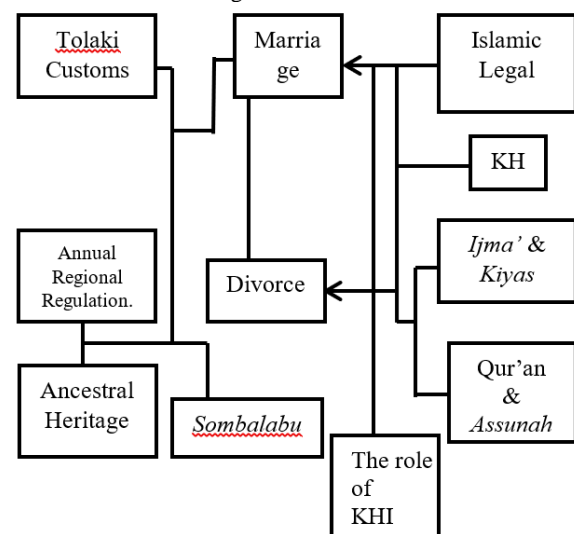 Tolaki
Customs
Marria
ge
Islamic
Legal
KH
Annual
Regional
Regulation.
Divorce
Ijma' &
Kiyas
Ancestral
Heritage
Sombalabu
Qur'an
&
Assunah
The role
of
KHI